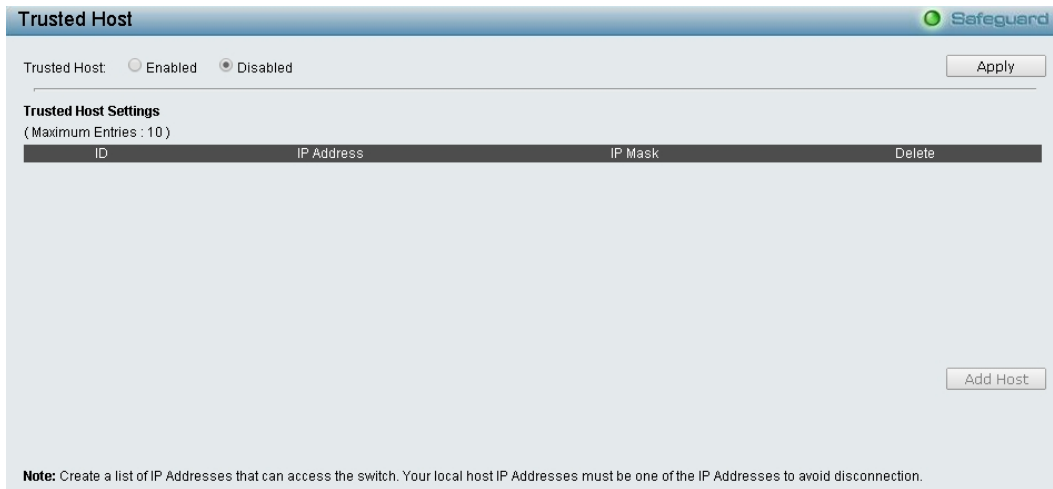 Trusted Host Safeguard
Trusted Host: Enabled Disabled Apply
Trusted Host Settings
( Maximum Entries : 10 )
ID IP Address IP Mask Delete
Add Host
Note: Create a list of IP Addresses that can access the switch. Your local host IP Addresses must be one of the IP Addresses to avoid disconnection.